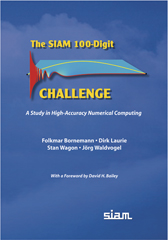 The SIAM 100-Digit
CHALLENGE
A Study in High-Accuracy Numerical Computing
Folkmar Bornemann • Dirk Laurie
Stan Wagon • Jörg Waldvogel
With a Foreword by David H. Bailey
siam